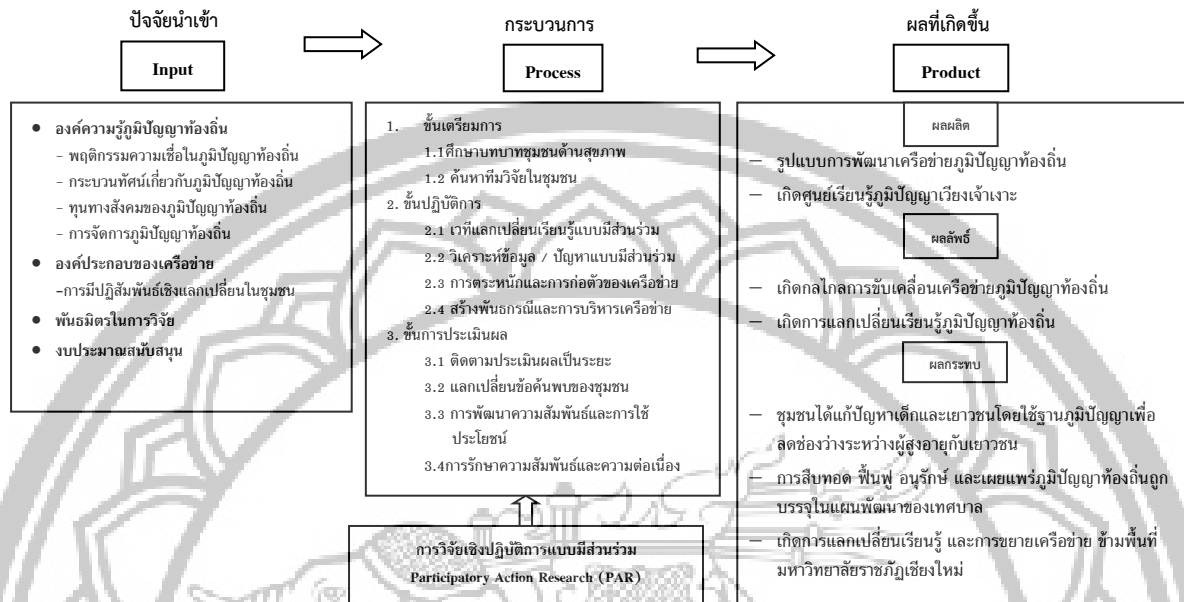 ปัจจัยนำเข้า
Input
● องค์ความรู้ภูมิปัญญาท้องถิ่น
- พฤติกรรมความเชื่อในภูมิปัญญาท้องถิ่น
- กระบวนทัศน์เกี่ยวกับภูมิปัญญาท้องถิ่น
- ทุนทางสังคมของภูมิปัญญาท้องถิ่น
- การจัดการภูมิปัญญาท้องถิ่น
● องค์ประกอบของเครือข่าย
-การมีปฏิสัมพันธ์เชิงแลกเปลี่ยนในชุมชน
● พันธมิตรในการวิจัย
● งบประมาณสนับสนุน
กระบวนการ
Process
1. ขั้นเตรียมการ
1.1ศึกษาบทบาทชุมชนด้านสุขภาพ
1.2 ค้นหาทีมวิจัยในชุมชน
2. ขั้นปฏิบัติการ
2.1 เวทีแลกเปลี่ยนเรียนรู้แบบมีส่วนร่วม
2.2 วิเคราะห์ข้อมูล / ปัญหาแบบมีส่วนร่วม
2.3 การตระหนักและการก่อตัวของเครือข่าย
2.4 สร้างพันธกรณีและการบริหารเครือข่าย
3. ขั้นการประเมินผล
3.1 ติดตามประเมินผลเป็นระยะ
3.2 แลกเปลี่ยนข้อค้นพบของชุมชน
3.3 การพัฒนาความสัมพันธ์และการใช้
ประโยชน์
3.4การรักษาความสัมพันธ์และความต่อเนื่อง
การวิจัยเชิงปฏิบัติการแบบมีส่วนร่วม
Participatory Action Research (PAR)
ผลที่เกิดขึ้น
Product
ผลผลิต
— รูปแบบการพัฒนาเครือข่ายภูมิปัญญาท้องถิ่น
— เกิดศูนย์เรียนรู้ภูมิปัญญาเวียงเจ้าเงาะ
ผลลัพธ์
— เกิดกลไกลการขับเคลื่อนเครือข่ายภูมิปัญญาท้องถิ่น
— เกิดการแลกเปลี่ยนเรียนรู้ภูมิปัญญาท้องถิ่น
ผลกระทบ
— ชุมชนได้แก้ปัญหาเด็กและเยาวชนโดยใช้ฐานภูมิปัญญาเพื่อ
ลดช่องว่างระหว่างผู้สูงอายุกับเยาวชน
— การสืบทอด ฟื้นฟู อนุรักษ์ และเผยแพร่ภูมิปัญญาท้องถิ่นถูก
บรรจุในแผนพัฒนาของเทศบาล
— เกิดการแลกเปลี่ยนเรียนรู้ และการขยายเครือข่าย ข้ามพื้นที่
มหาวิทยาลัยราชภัฏเชียงใหม่